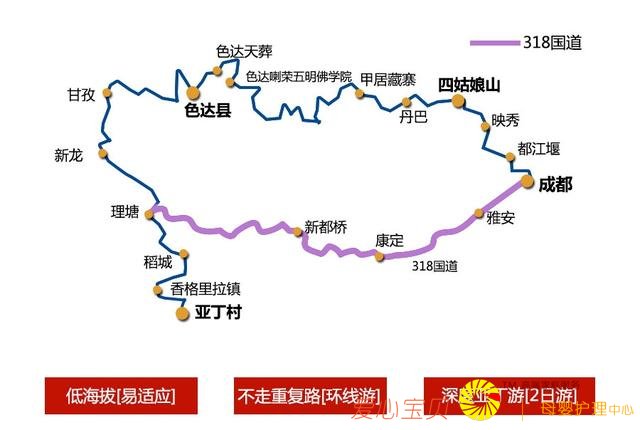 318国道
色达天葬
色达喇荣五明佛学院
甲居藏寨
四姑娘山
甘孜
色达县
丹巴
映秀
都江堰
新龙
成都
理塘
雅安
新都桥
康定
318国道
稻城
香格里拉镇
亚丁村
低海拔[易适应]
不走重复路[环线游]
深度亚丁游[2日游]
爱心宝贝
母婴护理中心